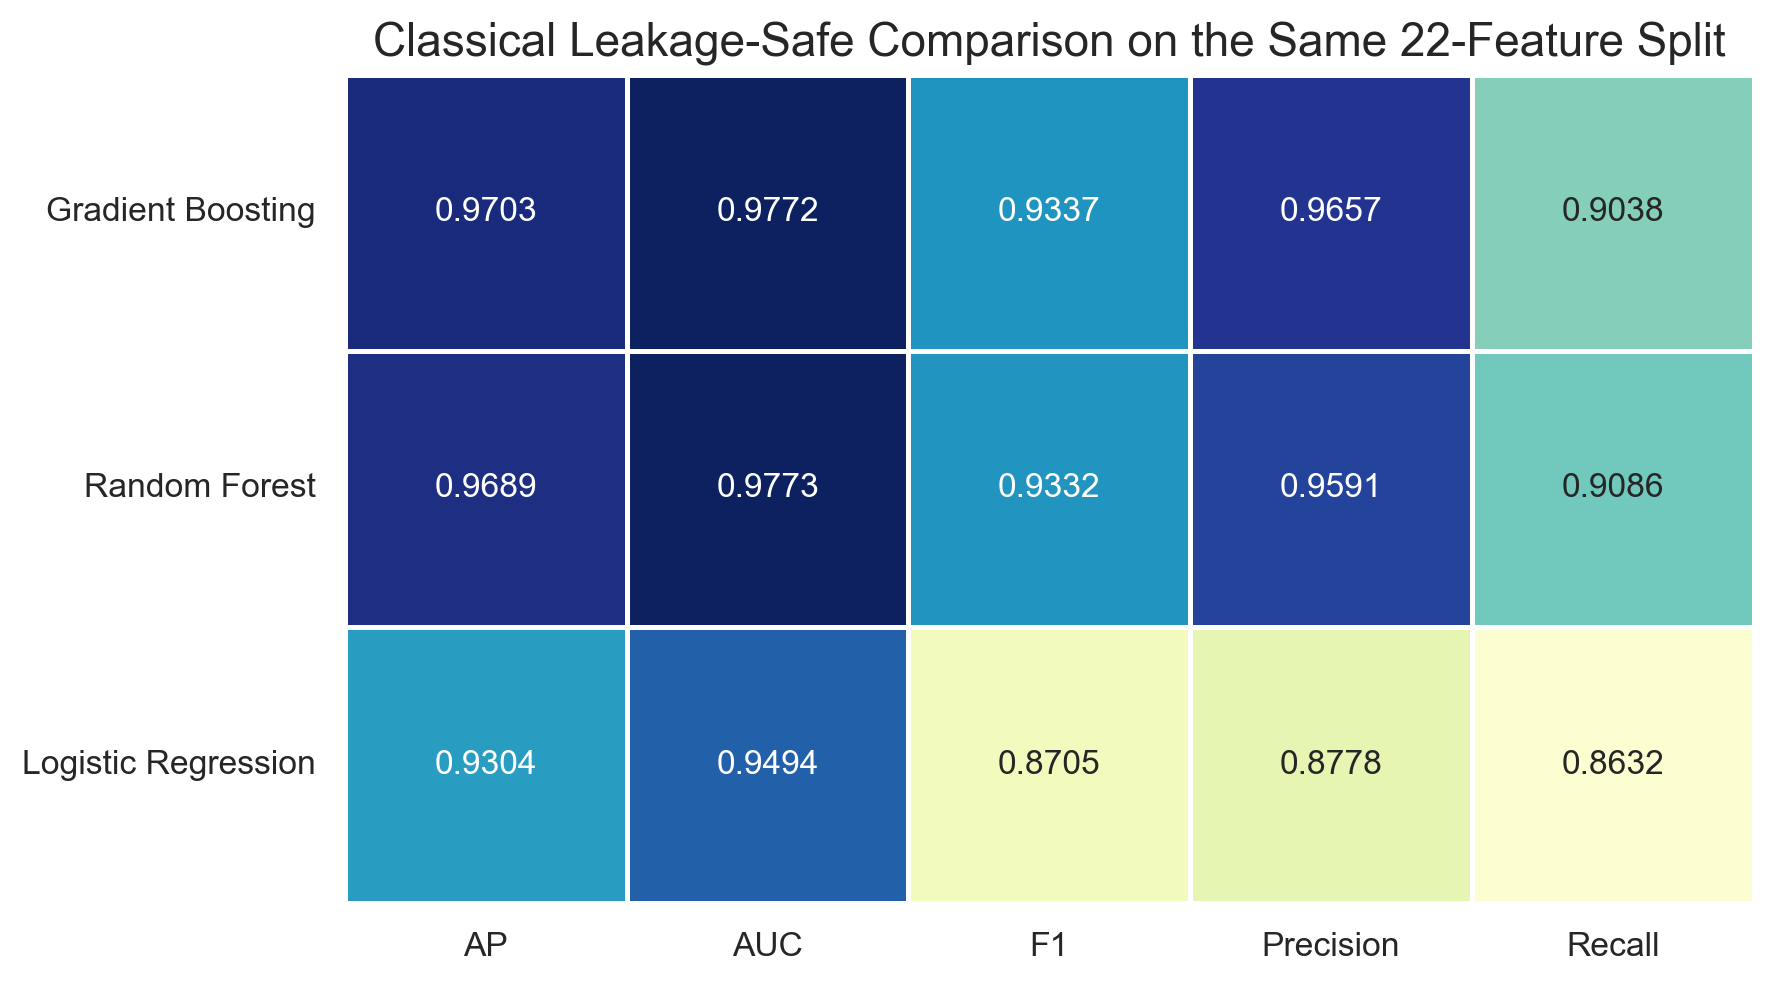 Classical Leakage-Safe Comparison on the Same 22-Feature Split
Gradient Boosting 0.9703 0.9772 0.9337 0.9657 0.9038
Random Forest 0.9689 0.9773 0.9332 0.9591 0.9086
Logistic Regression 0.9304 0.9494 0.8705 0.8778 0.8632
AP AUC F1 Precision Recall